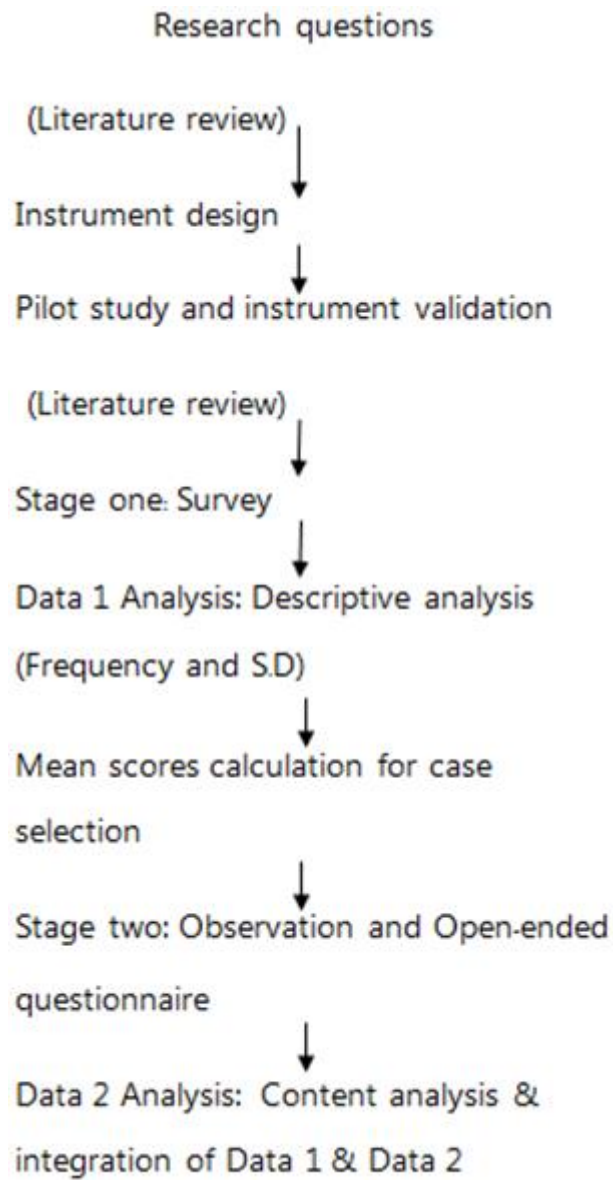 Research questions
(Literature review)
Instrument design
Pilot study and instrument validation
(Literature review)
Stage one: Survey
Data 1 Analysis: Descriptive analysis
(Frequency and S.D)
Mean scores calculation for case
selection
Stage two: Observation and Open-ended
questionnaire
Data 2 Analysis: Content analysis &
integration of Data 1 & Data 2